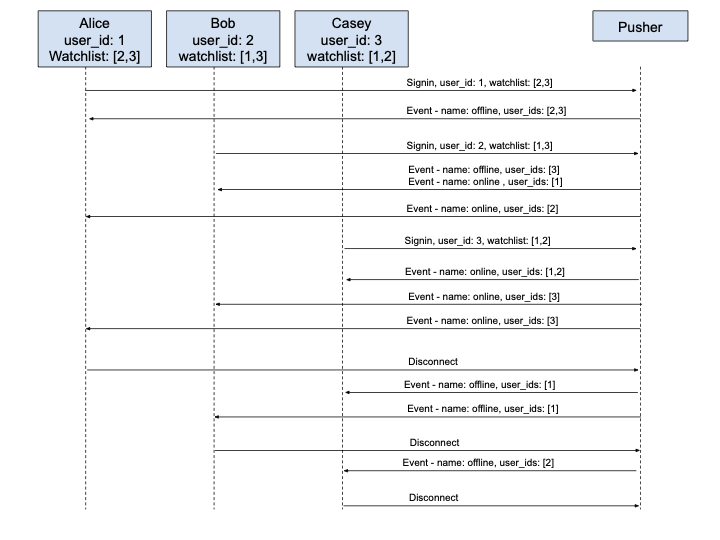 Alice
user_id: 1
Watchlist: [2,3]
Bob
user_id: 2
watchlist: [1,3]
Casey
user_id: 3
watchlist: [1,2]
Pusher
Signin, user_id: 1, watchlist: [2,3]
Event - name: offline, user_ids: [2,3]
Signin, user_id: 2, watchlist: [1,3]
Event - name: offline, user_ids: [3]
Event - name: online , user_ids: [1]
Event - name: online, user_ids: [2]
Signin, user_id: 3, watchlist: [1,2]
Event - name: online, user_ids: [1,2]
Event - name: online, user_ids: [3]
Event - name: online, user_ids: [3]
Disconnect
Event - name: offline, user_ids: [1]
Event - name: offline, user_ids: [1]
Disconnect
Event - name: offline, user_ids: [2]
Disconnect